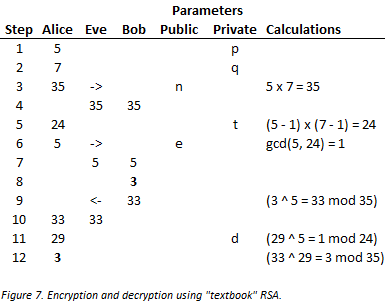 Parameters
Step Alice Eve Bob Public Private Calculations
1 5 p
2 7 q
3 35 -> n 5 x 7 = 35
4 35 35
5 24 t (5 - 1) x (7 - 1) = 24
6 5 -> e gcd(5, 24) = 1
7 5 5
8 3
9 <- 33 (3 ^ 5 = 33 mod 35)
10 33 33
11 29 d (29 ^ 5 = 1 mod 24)
12 3 (33 ^ 29 = 3 mod 35)
Figure 7. Encryption and decryption using "textbook" RSA.